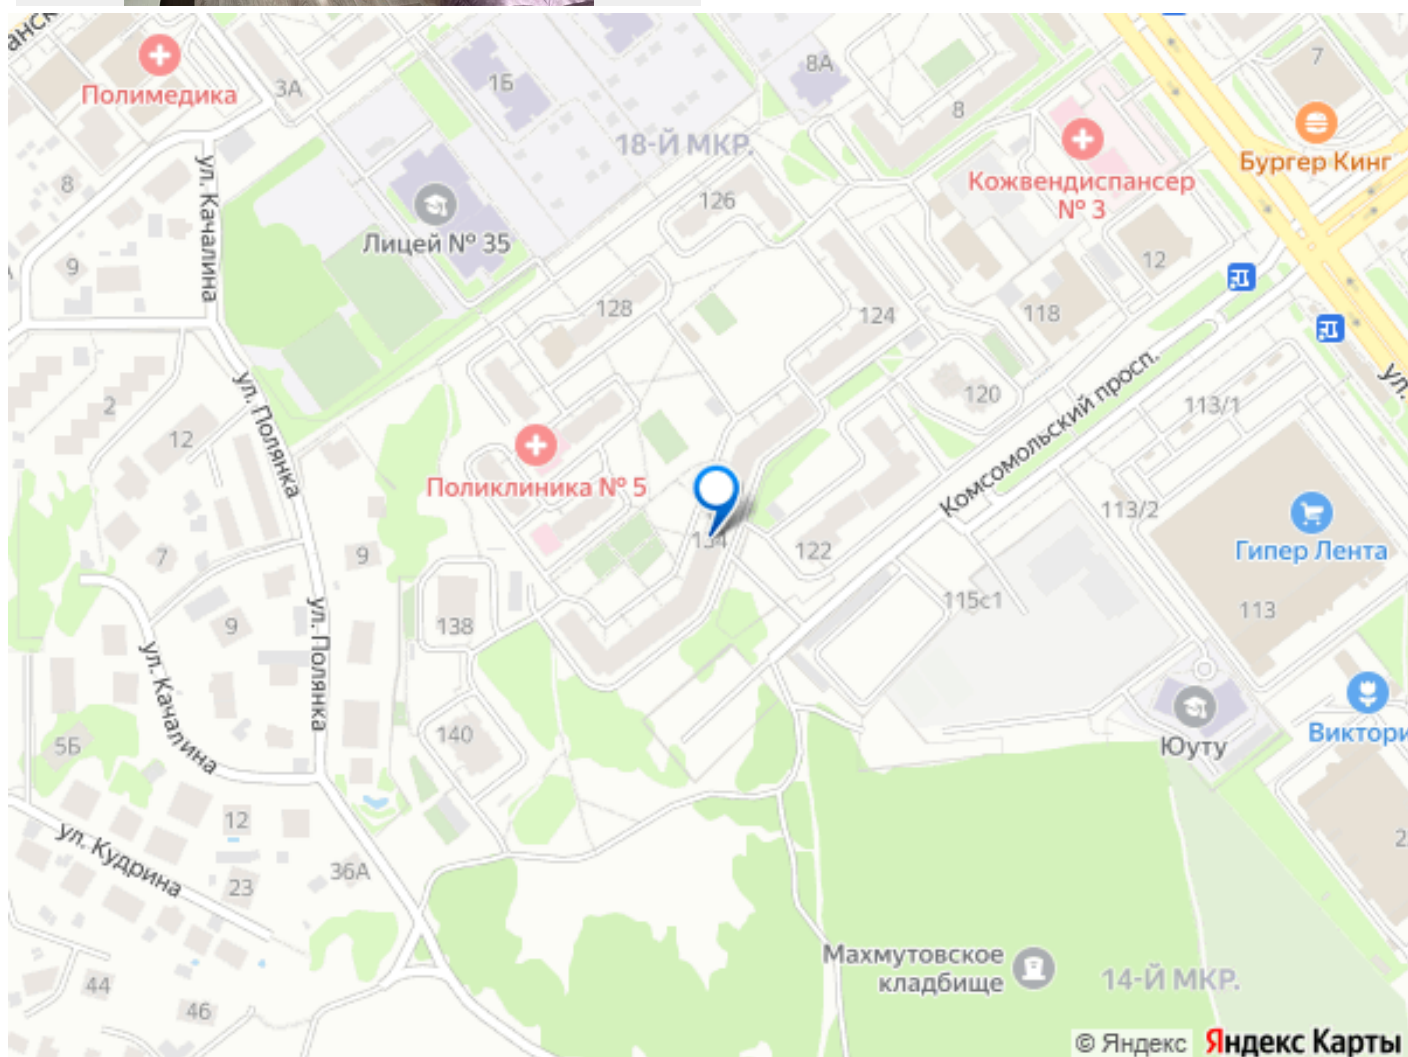 Полимедика
3А
1Б
8А
7
18-Й МКР.
8
Бургер Кинг
Кожвендиспансер
№ 3
ул. Качалина
8
126
Лицей № 35
9
12
128
124
118
ул. Полянка
2
12
120
Комсомольский просп.
113/1
ул.
Поликлиника № 5
113/2
Гипер Лента
122
7
9
115с1
113
9
138
ул. Полянка
ул. Качалина
140
5Б
Юуту
12
ул. Кудрина
36А
23
Махмутовское
кладбище
14-Й МКР.
44
46
© Яндекс Яндекс Карты